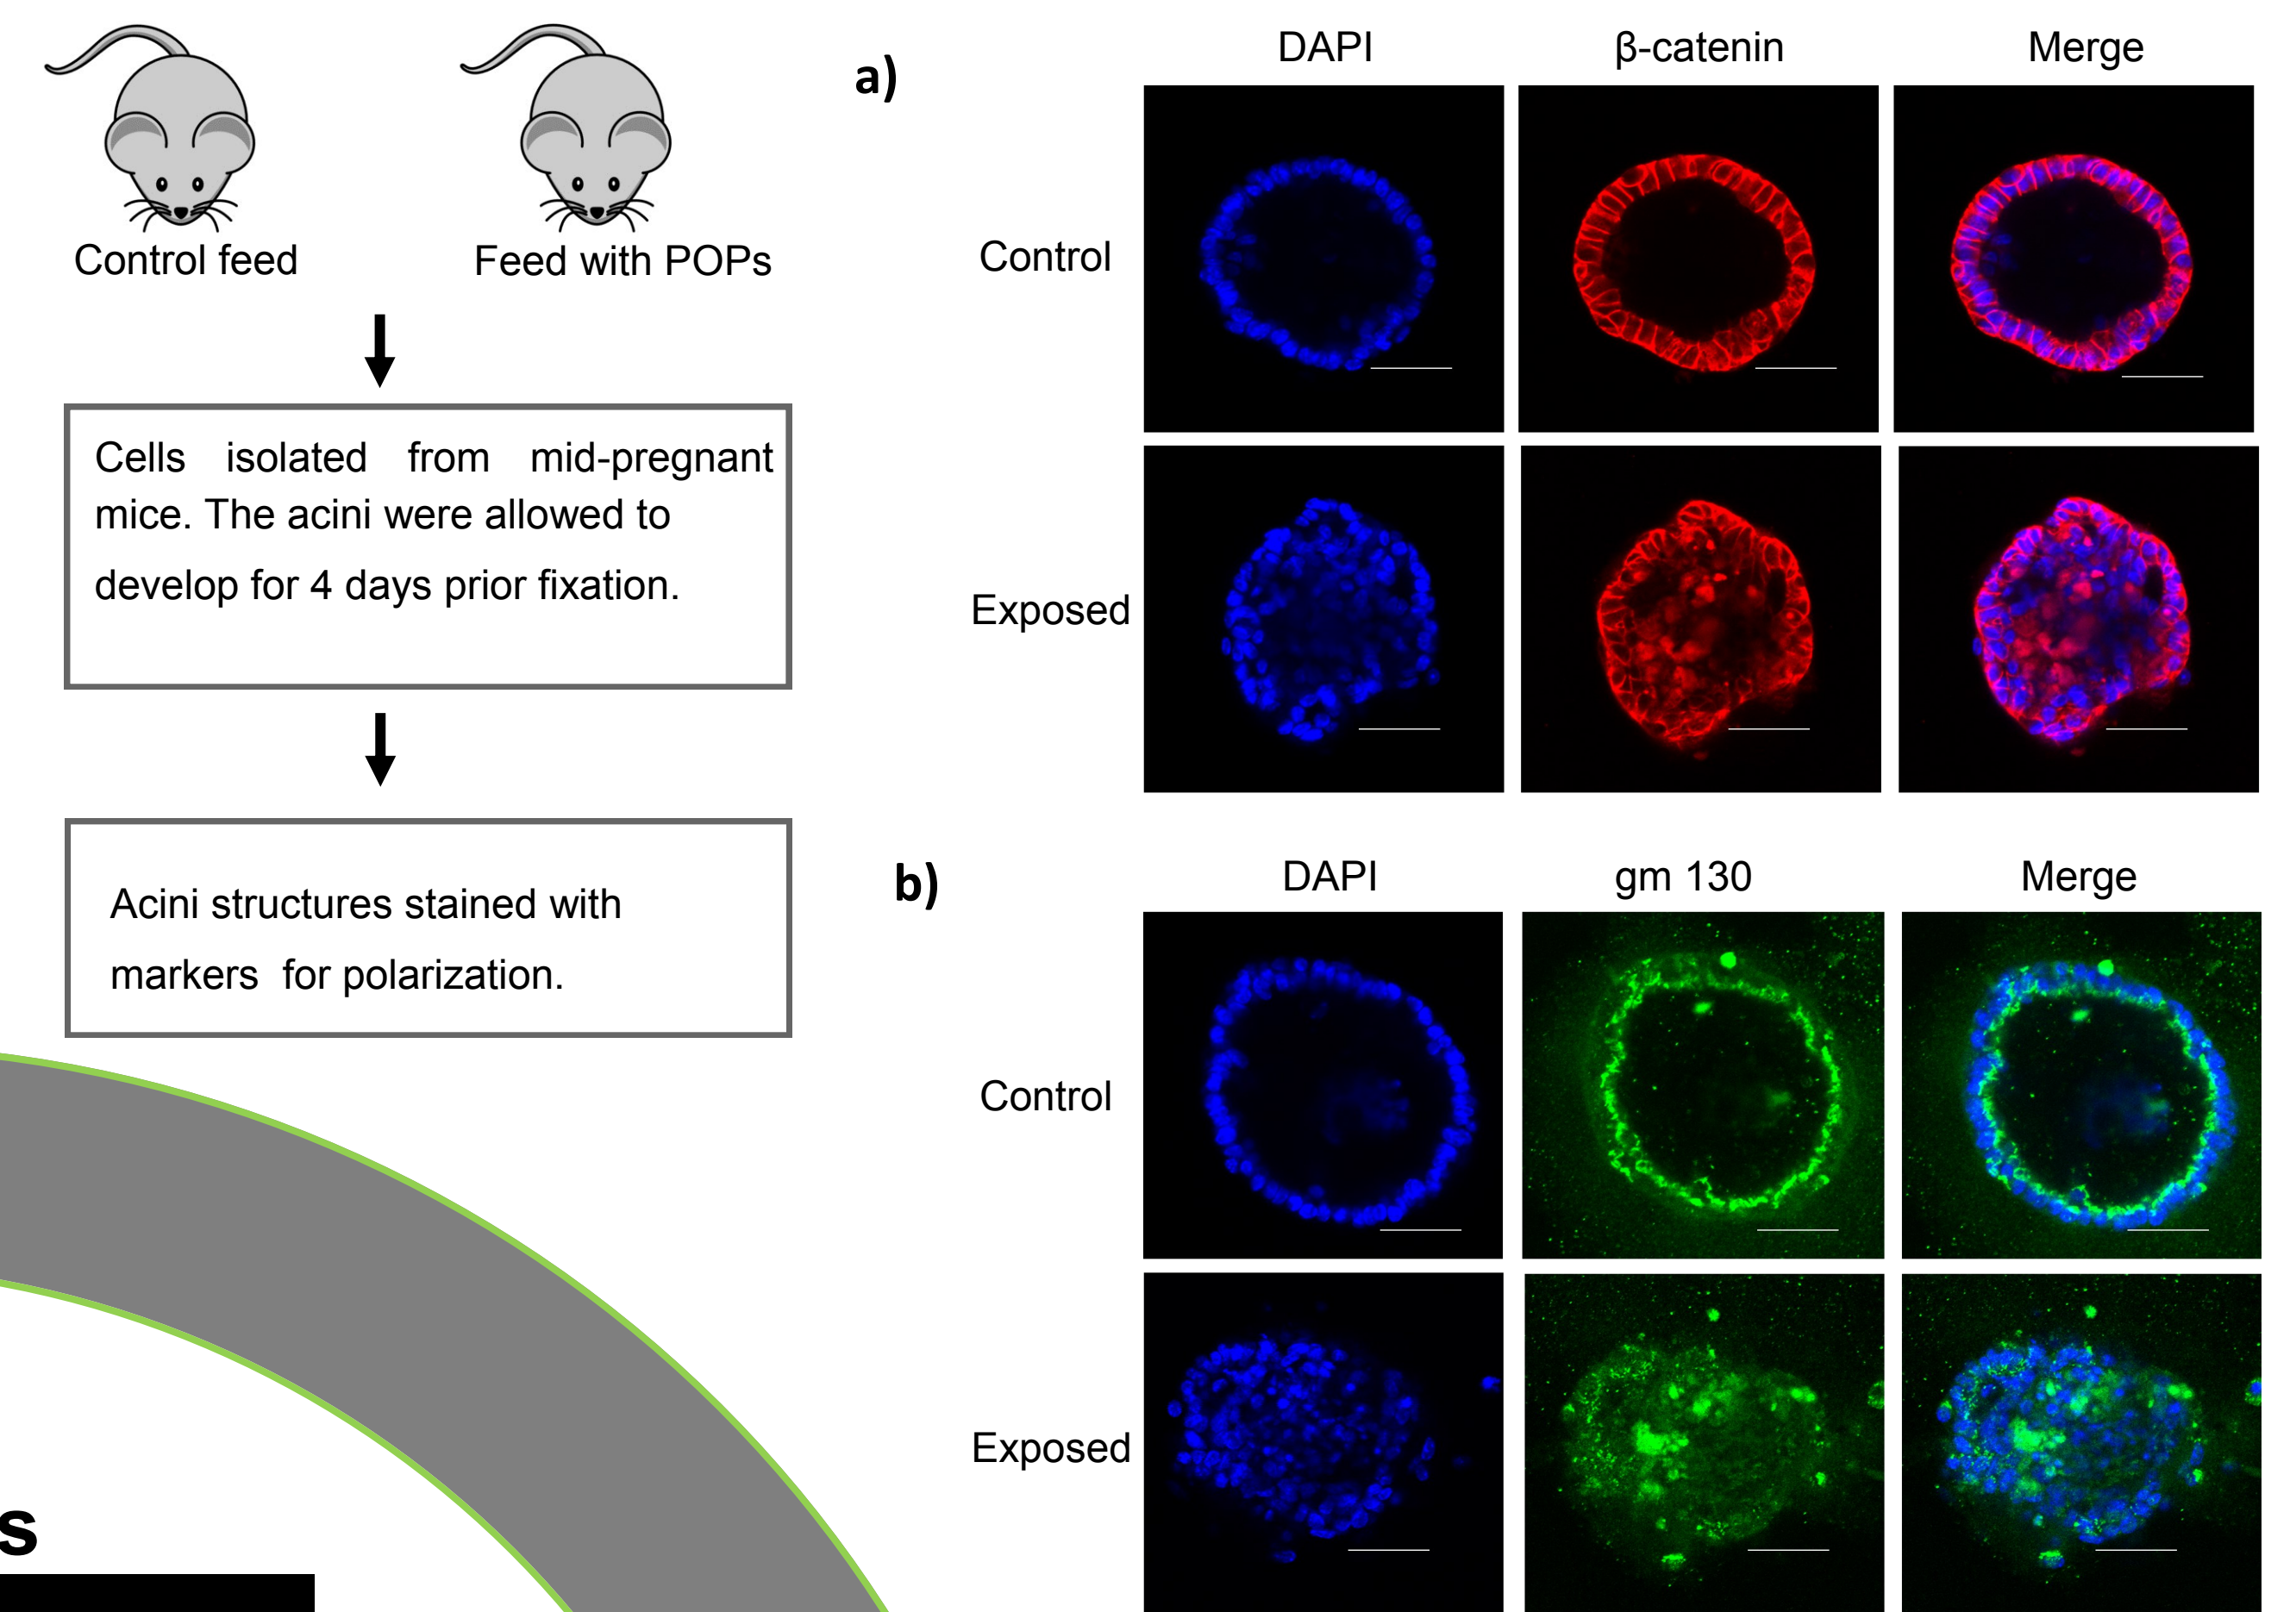 Control feed
Feed with POPs
Cells isolated from mid-pregnant
mice. The acini were allowed to
develop for 4 days prior fixation.
Acini structures stained with
markers for polarization.
s
a)
DAPI
β-catenin
Merge
Control
Exposed
b)
DAPI
gm 130
Merge
Control
Exposed